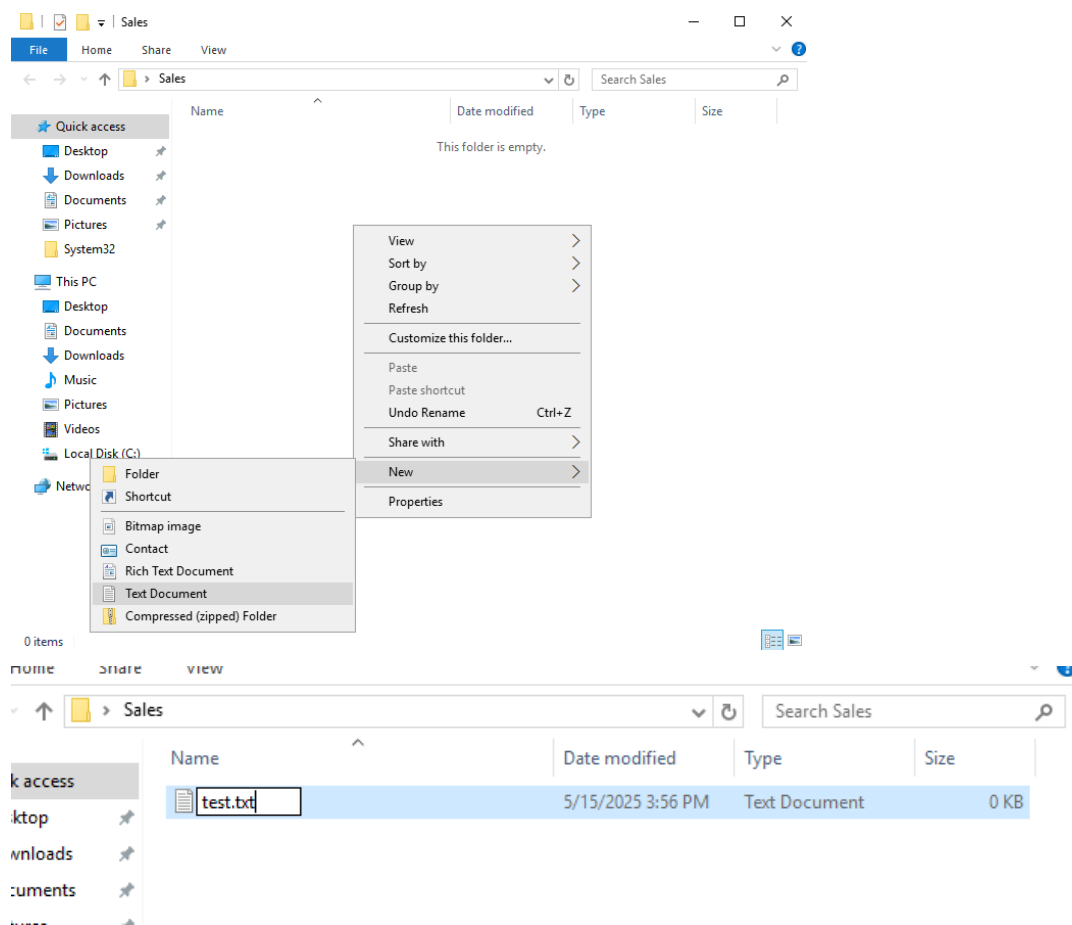 Sales
File Home Share View
Sales Search Sales
Name Date modified Type Size
Quick access
This folder is empty.
Desktop
Downloads
Documents
Pictures
System32
This PC
Desktop
Documents
Downloads
Music
Pictures
Videos
Local Disk (C:)
View
Sort by
Group by
Refresh
Customize this folder...
Paste
Paste shortcut
Undo Rename Ctrl+Z
Share with
New
Properties
Folder
Shortcut
Bitmap image
Contact
Rich Text Document
Text Document
Compressed (zipped) Folder
0 items
Home Share View
Sales Search Sales
Name Date modified Type Size
k access
test.txt 5/15/2025 3:56 PM Text Document 0 KB